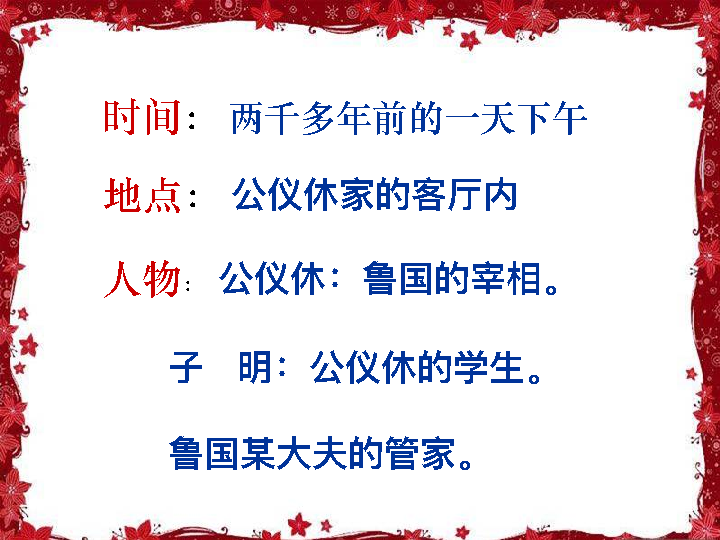 时间： 两千多年前的一天下午
地点： 公仪休家的客厅内
人物： 公仪休：鲁国的宰相。
子　明：公仪休的学生。
鲁国某大夫的管家。